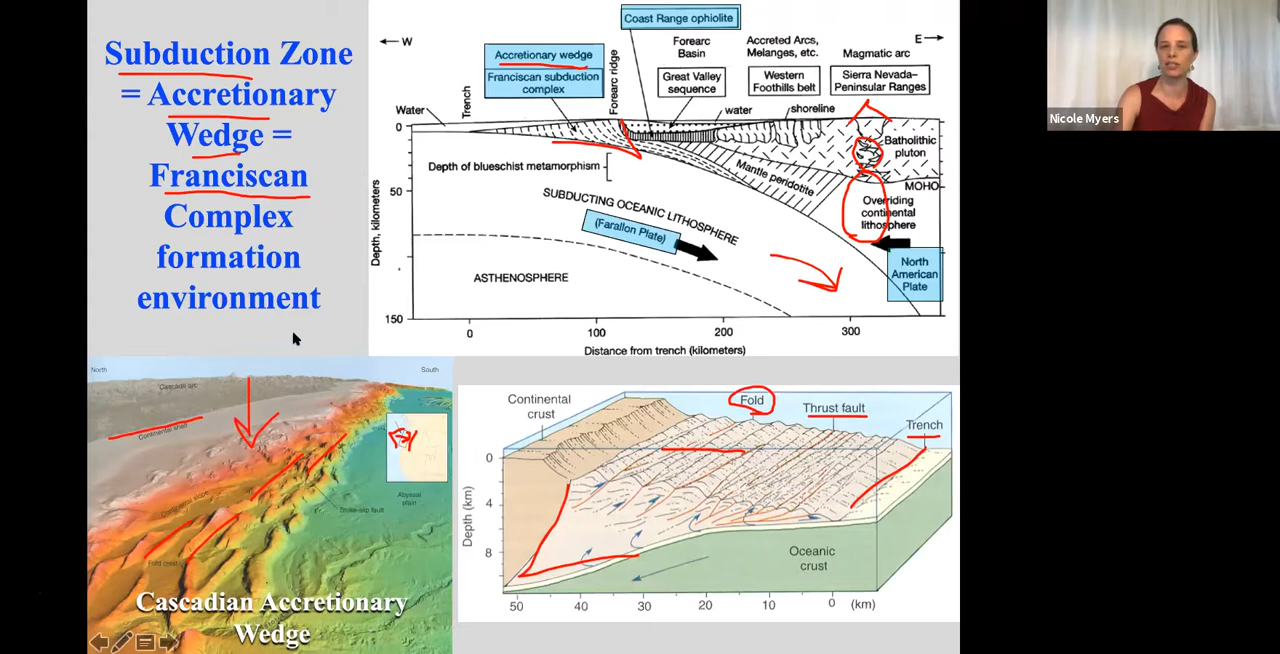 Subduction Zone
= Accretionary
Wedge =
Franciscan
Complex
formation
environment
W
Accretionary wedge
Franciscan subduction
complex
Coast Range ophiolite
Forearc
Basin
Great Valley
sequence
Accreted Arcs,
Melanges, etc.
Western
Foothills belt
E
Magmatic arc
Sierra Nevada–
Peninsular Ranges
Water
Trench
Forearc ridge
water
shoreline
Batholithic
pluton
Depth of blueschist metamorphism
Mantle peridotite
MOHO
SUBDUCTING OCEANIC LITHOSPHERE
(Farallon Plate)
Overriding
continental
lithosphere
North
American
Plate
ASTHENOSPHERE
Depth, kilometers
0
50
150
0
100
200
300
Distance from trench (kilometers)
Nicole Myers
North
South
Cascade arc
Continental shelf
Continental slope
Abyssal
plain
Strike-slip fault
Fold crest
Cascadian Accretionary
Wedge
Continental
crust
Fold
Thrust fault
Trench
Depth (km)
0
4
8
Oceanic
crust
50
40
30
20
10
0
(km)